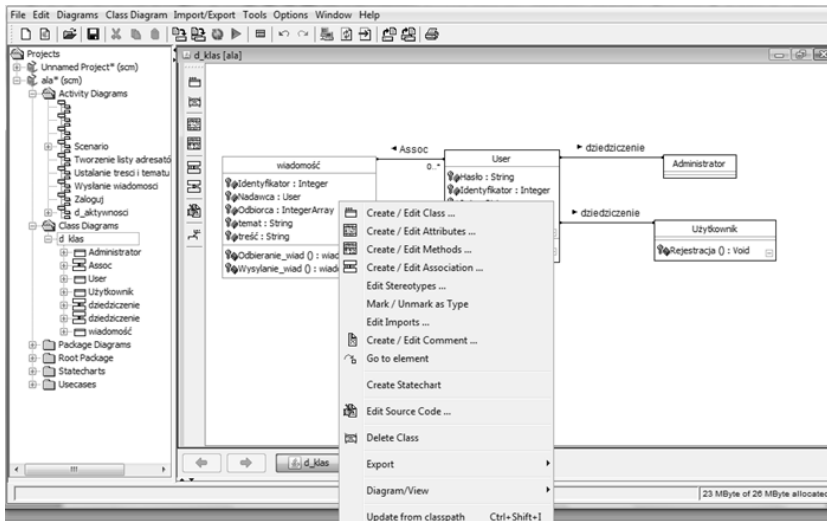 File Edit Diagrams Class Diagram Import/Export Tools Options Window Help
Projects
Unnamed Project* (scm)
ala* (scm)
Activity Diagrams
Scenario
Tworzenie listy adresató
Ustalanie tresci i tematu
Wysłanie wiadomosci
Zaloguj
d_aktywnosci
Class Diagrams
d_klas
Administrator
Assoc
User
Użytkownik
dziedziczenie
dziedziczenie
wiadomość
Package Diagrams
Root Package
Statecharts
Usecases
d_klas [ala]
Assoc
0..*
dziedziczenie
dziedziczenie
wiadomość
Identyfikator : Integer
Nadawca : User
Odbiorca : IntegerArray
temat : String
treść : String
Odbieranie_wiad () : wiad
Wysylanie_wiad () : wiad
User
Hasło : String
Identyfikator : Integer
Administrator
Użytkownik
Rejestracja () : Void
Create / Edit Class ...
Create / Edit Attributes ...
Create / Edit Methods ...
Create / Edit Association ...
Edit Stereotypes ...
Mark / Unmark as Type
Edit Imports ...
Create / Edit Comment ...
Go to element
Create Statechart
Edit Source Code ...
Delete Class
Export
Diagram/View
Update from classpath Ctrl+Shift+I
d_klas
23 MByte of 26 MByte allocated